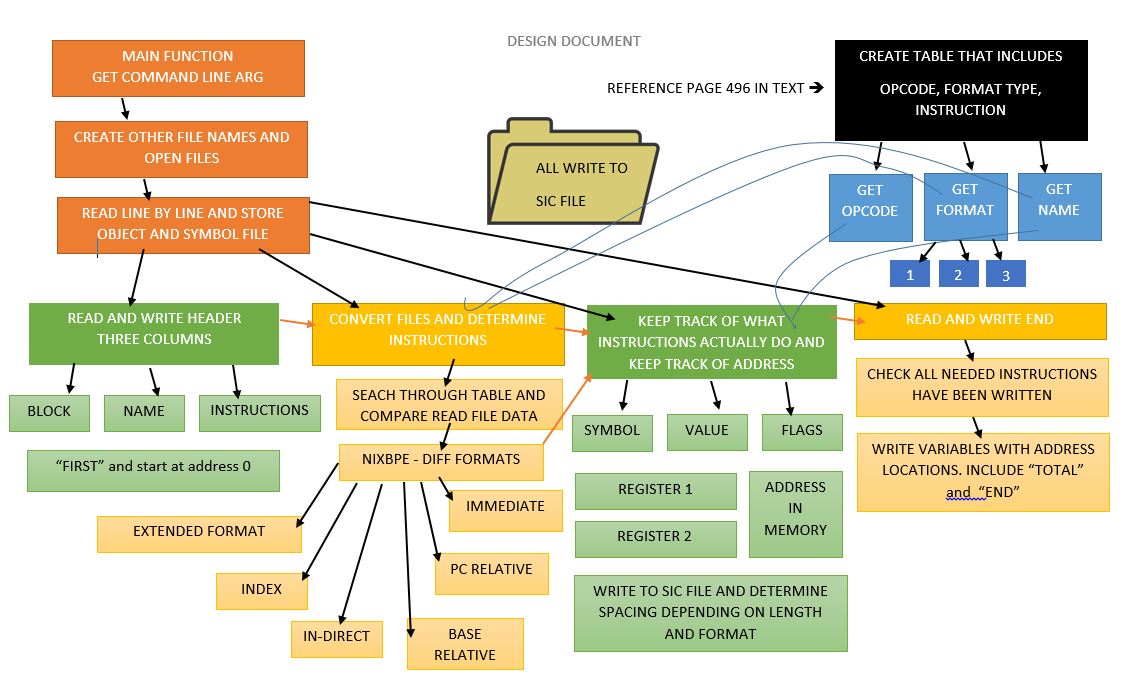 DESIGN DOCUMENT
MAIN FUNCTION
GET COMMAND LINE ARG
CREATE OTHER FILE NAMES AND
OPEN FILES
READ LINE BY LINE AND STORE
OBJECT AND SYMBOL FILE
REFERENCE PAGE 496 IN TEXT ➔
CREATE TABLE THAT INCLUDES
OPCODE, FORMAT TYPE,
INSTRUCTION
ALL WRITE TO
SIC FILE
GET
OPCODE
GET
FORMAT
GET
NAME
1
2
3
READ AND WRITE HEADER
THREE COLUMNS
BLOCK
NAME
INSTRUCTIONS
“FIRST” and start at address 0
CONVERT FILES AND DETERMINE
INSTRUCTIONS
SEACH THROUGH TABLE AND
COMPARE READ FILE DATA
NIXBPE - DIFF FORMATS
EXTENDED FORMAT
INDEX
IN-DIRECT
BASE
RELATIVE
PC RELATIVE
IMMEDIATE
KEEP TRACK OF WHAT
INSTRUCTIONS ACTUALLY DO AND
KEEP TRACK OF ADDRESS
SYMBOL
VALUE
FLAGS
REGISTER 1
REGISTER 2
ADDRESS
IN
MEMORY
WRITE TO SIC FILE AND DETERMINE
SPACING DEPENDING ON LENGTH
AND FORMAT
READ AND WRITE END
CHECK ALL NEEDED INSTRUCTIONS
HAVE BEEN WRITTEN
WRITE VARIABLES WITH ADDRESS
LOCATIONS. INCLUDE “TOTAL”
and “END”